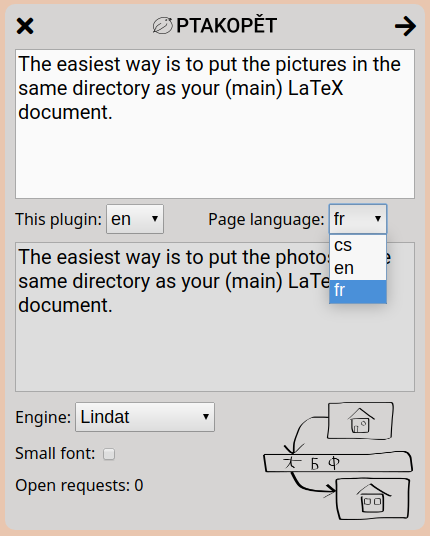 PTAKOPĚT
The easiest way is to put the pictures in the
same directory as your (main) LaTeX
document.
This plugin: en Page language: fr
cs
en
fr
The easiest way is to put the photos
same directory as your (main) LaTe
document.
Engine: Lindat
Small font:
大 Б Ф
Open requests: 0